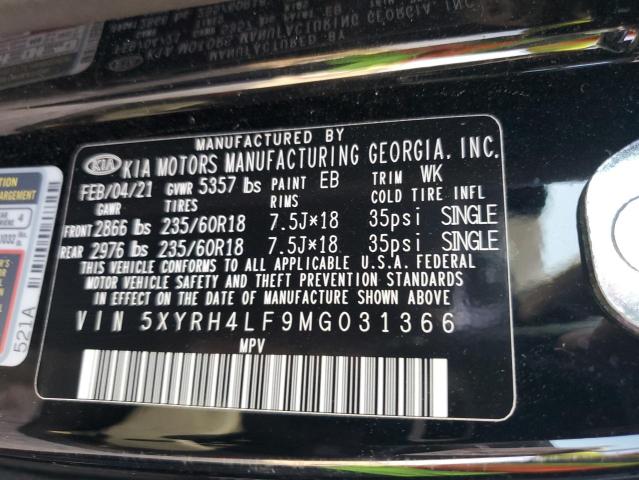 MANUFACTURED BY
KIA KIA MOTORS MANUFACTURING GEORGIA, INC.
FEB/04/21 GVWR 5357 lbs PAINT EB TRIM WK
GAWR TIRES RIMS COLD TIRE INFL
FRONT 2866 lbs 235/60R18 7.5J×18 35psi SINGLE
REAR 2976 lbs 235/60R18 7.5J×18 35psi SINGLE
THIS VEHICLE CONFORMS TO ALL APPLICABLE U.S.A. FEDERAL
MOTOR VEHICLE SAFETY AND THEFT PREVENTION STANDARDS
IN EFFECT ON THE DATE OF MANUFACTURE SHOWN ABOVE.
VIN 5XYRH4LF9MG031366
MPV
521A